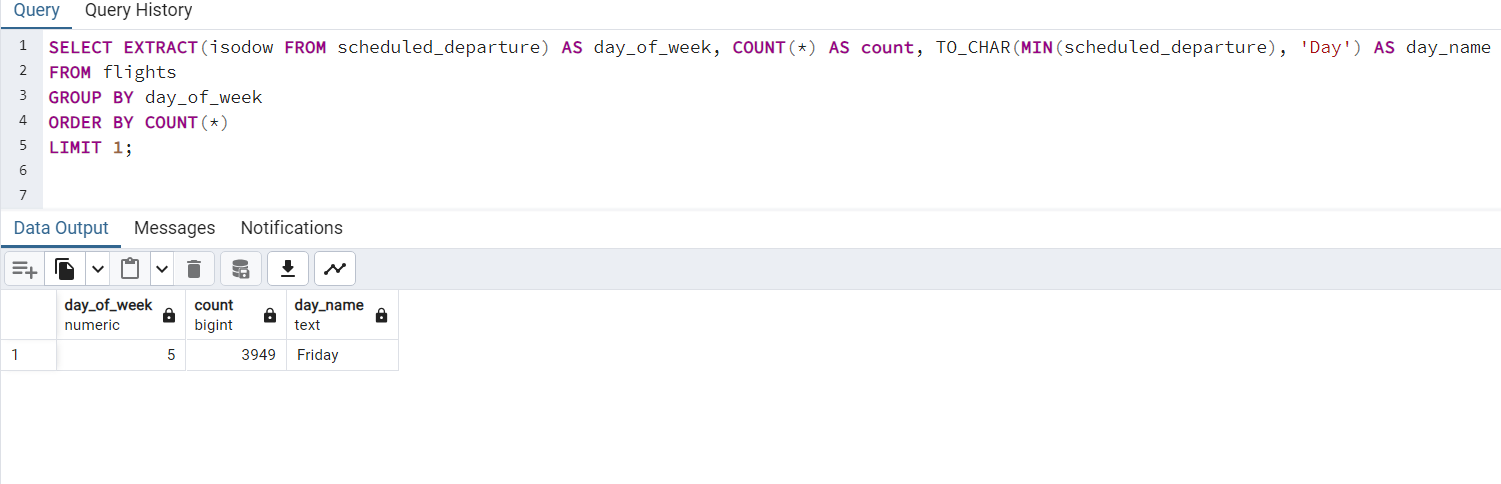 Query Query History
1 SELECT EXTRACT(isodow FROM scheduled_departure) AS day_of_week, COUNT(*) AS count, TO_CHAR(MIN(scheduled_departure), 'Day') AS day_name
2 FROM flights
3 GROUP BY day_of_week
4 ORDER BY COUNT(*)
5 LIMIT 1;
6
7
Data Output Messages Notifications
day_of_week count day_name
numeric bigint text
1 5 3949 Friday